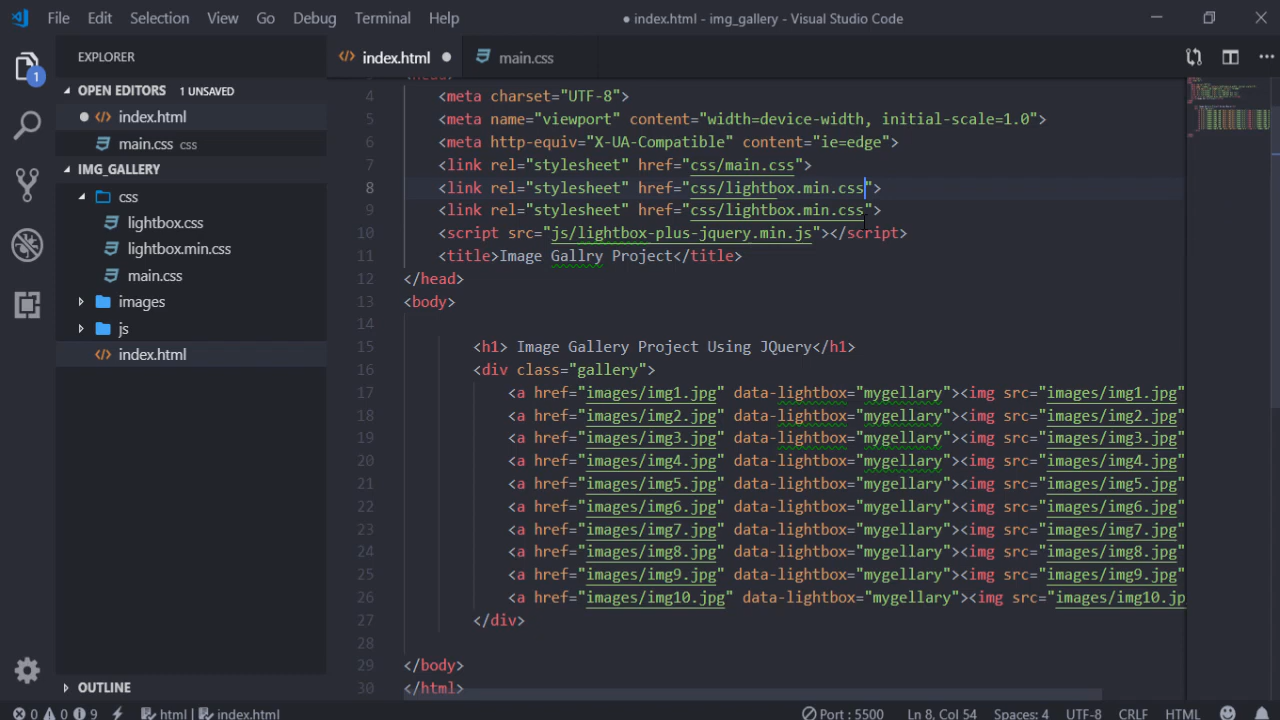 File Edit Selection View Go Debug Terminal Help ● index.html - img_gallery - Visual Studio Code
EXPLORER
index.html
main.css
OPEN EDITORS 1 UNSAVED
index.html
main.css css
IMG_GALLERY
css
lightbox.css
lightbox.min.css
main.css
images
js
index.html
OUTLINE
1
4 <meta charset="UTF-8">
5 <meta name="viewport" content="width=device-width, initial-scale=1.0">
6 <meta http-equiv="X-UA-Compatible" content="ie=edge">
7 <link rel="stylesheet" href="css/main.css">
8 <link rel="stylesheet" href="css/lightbox.min.css">
9 <link rel="stylesheet" href="css/lightbox.min.css">
10 <script src="js/lightbox-plus-jquery.min.js"></script>
11 <title>Image Gallry Project</title>
12 </head>
13 <body>
14
15 <h1> Image Gallery Project Using JQuery</h1>
16 <div class="gallery">
17 <a href="images/img1.jpg" data-lightbox="mygellary"><img src="images/img1.jpg"
18 <a href="images/img2.jpg" data-lightbox="mygellary"><img src="images/img2.jpg"
19 <a href="images/img3.jpg" data-lightbox="mygellary"><img src="images/img3.jpg"
20 <a href="images/img4.jpg" data-lightbox="mygellary"><img src="images/img4.jpg"
21 <a href="images/img5.jpg" data-lightbox="mygellary"><img src="images/img5.jpg"
22 <a href="images/img6.jpg" data-lightbox="mygellary"><img src="images/img6.jpg"
23 <a href="images/img7.jpg" data-lightbox="mygellary"><img src="images/img7.jpg"
24 <a href="images/img8.jpg" data-lightbox="mygellary"><img src="images/img8.jpg"
25 <a href="images/img9.jpg" data-lightbox="mygellary"><img src="images/img9.jpg"
26 <a href="images/img10.jpg" data-lightbox="mygellary"><img src="images/img10.jp
27 </div>
28
29 </body>
30 </html>
0 0 9 html index.html Port : 5500 Ln 8, Col 54 Spaces: 4 UTF-8 CRLF HTML